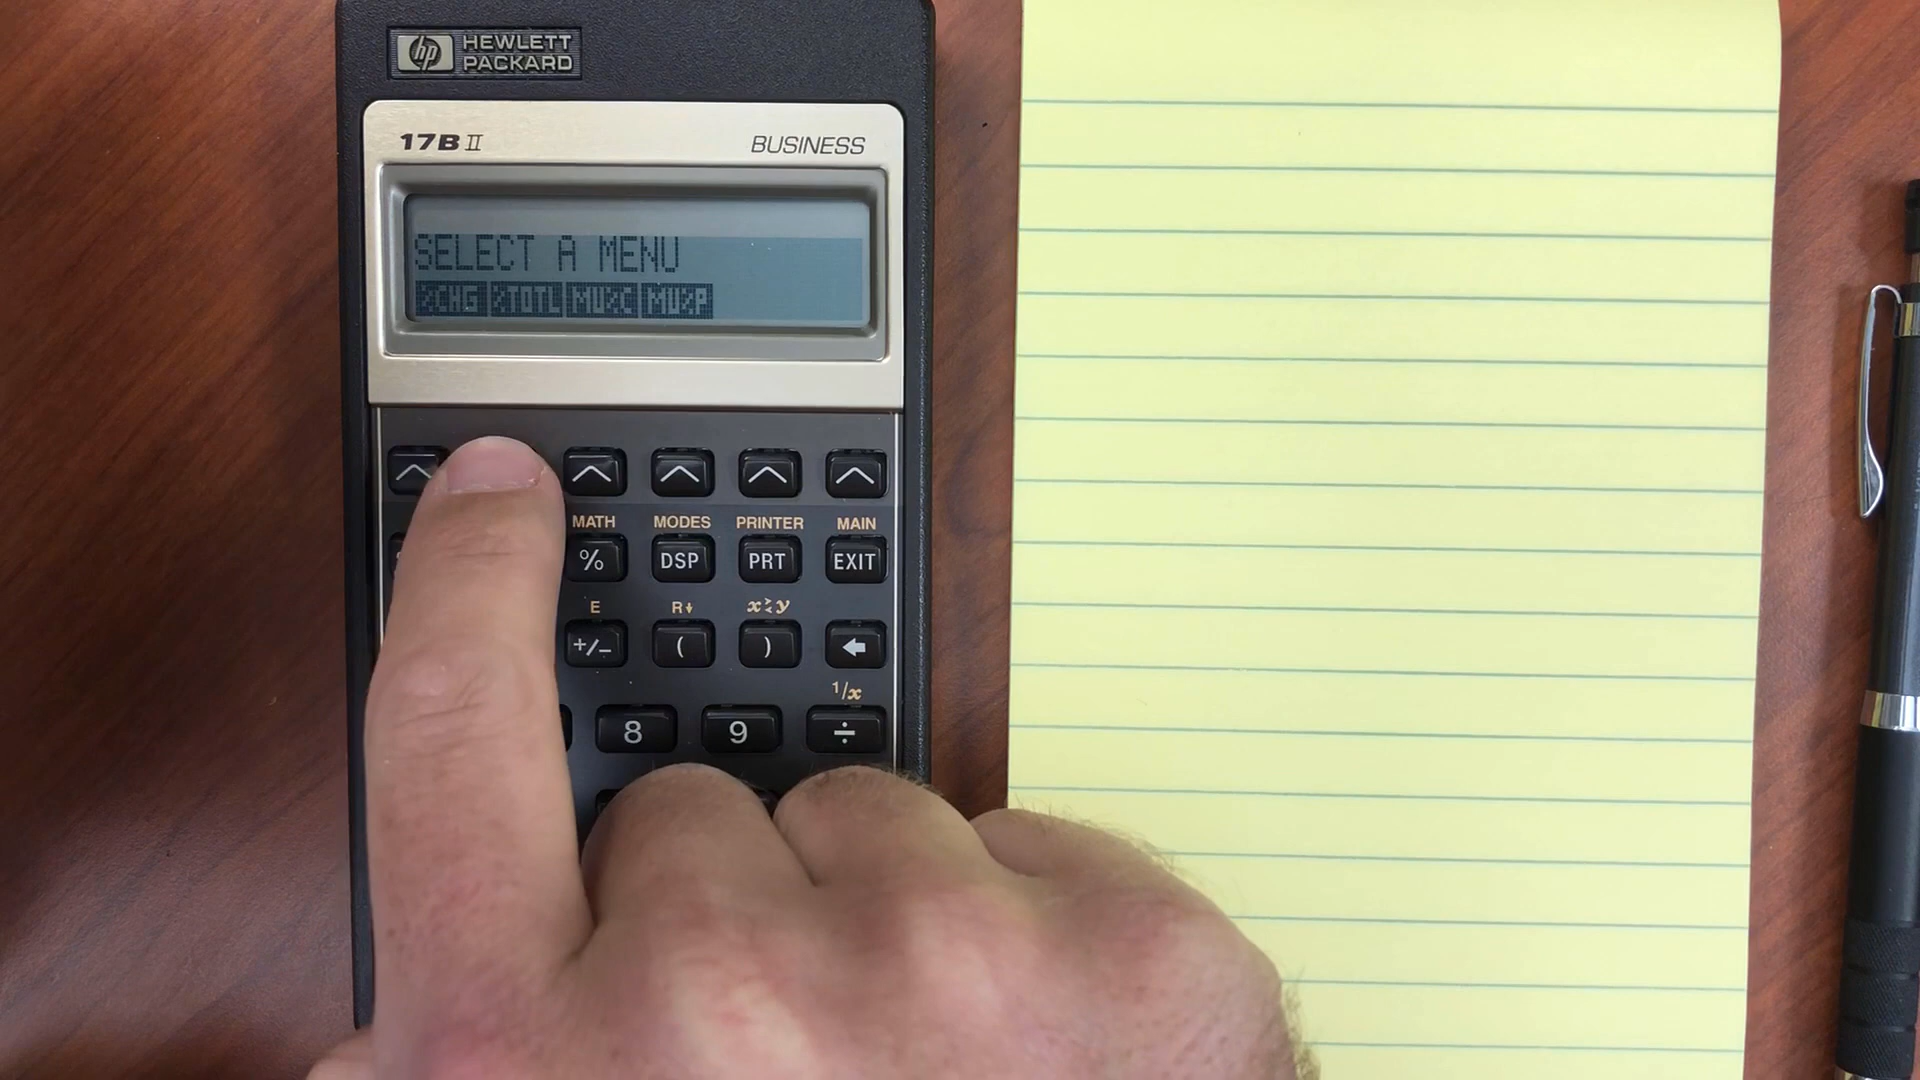 hp HEWLETT
PACKARD
17B II BUSINESS
SELECT A MENU
%CHG %TOTL MU%C MU%P
MATH MODES PRINTER MAIN
% DSP PRT EXIT
E R↓ x≷y
+/− ( )
1/x
8 9 ÷